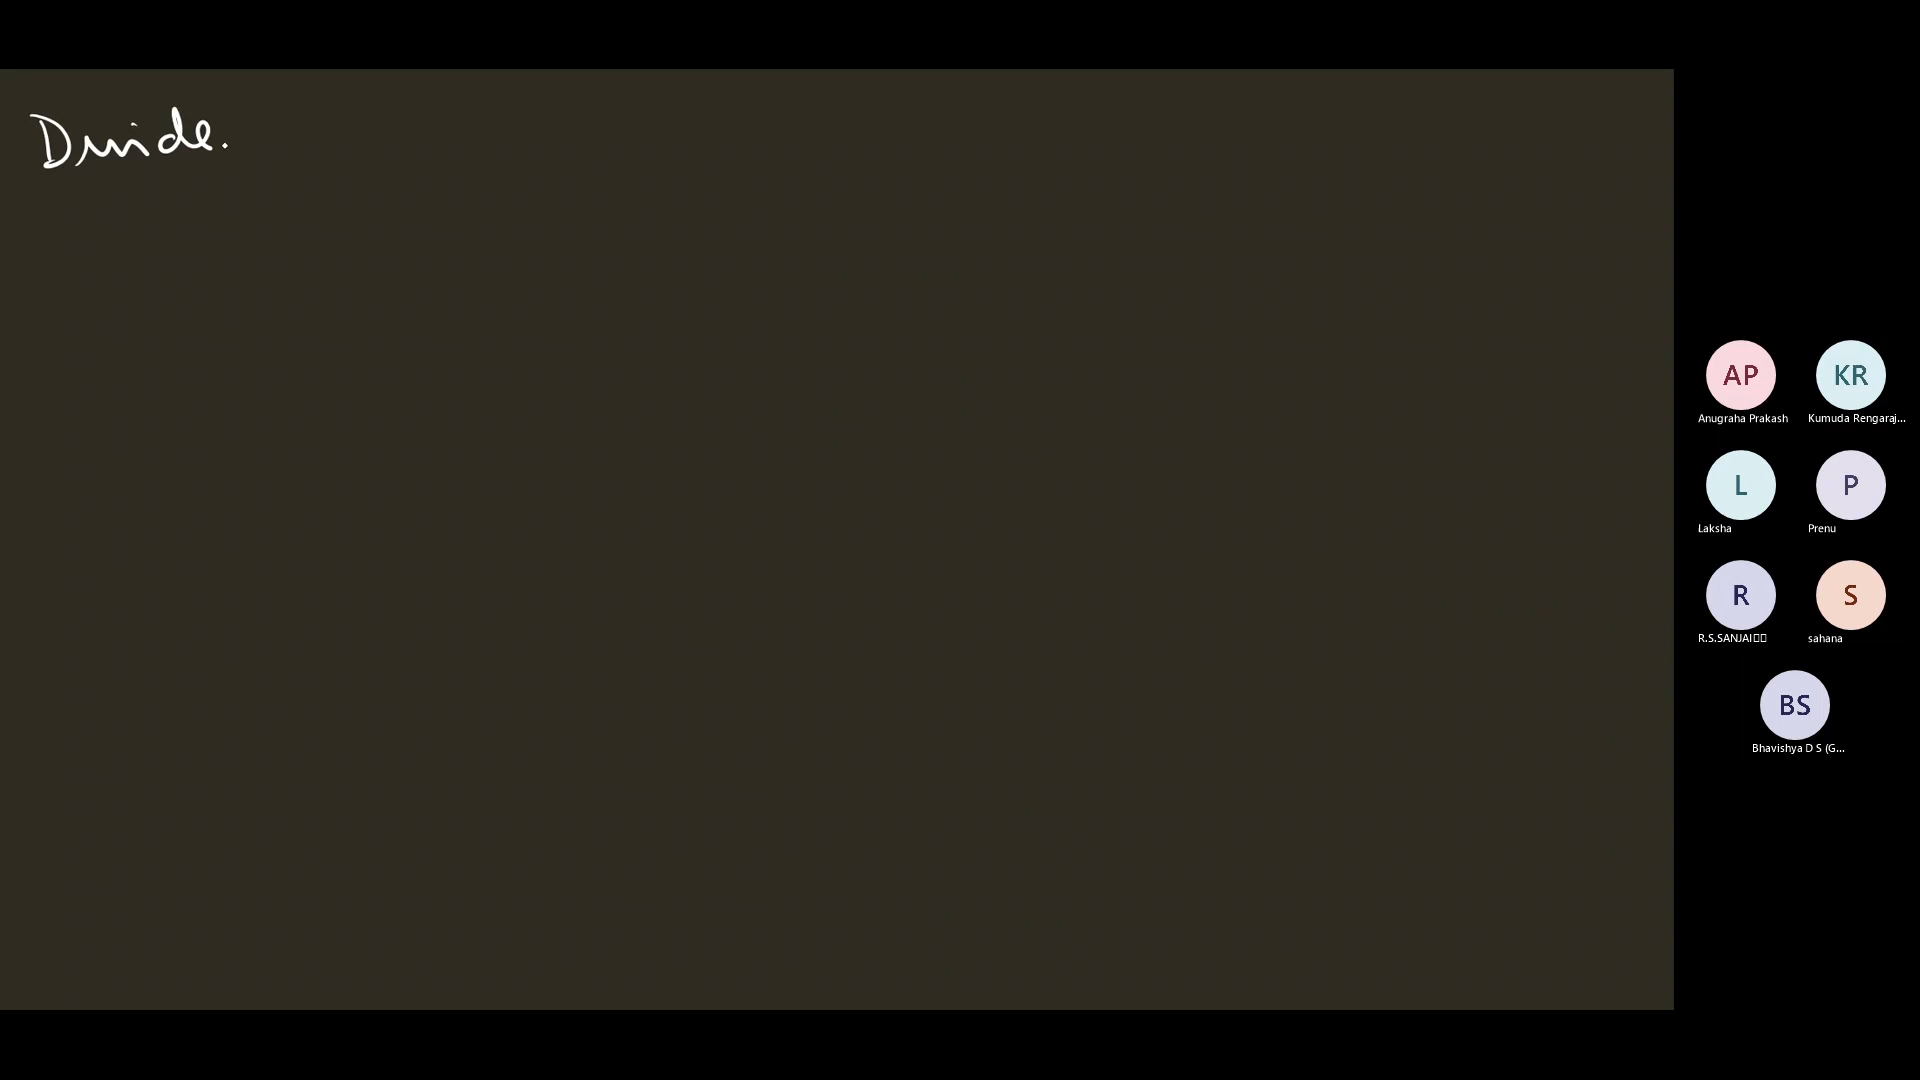 Divide.
AP
KR
Anugraha Prakash
Kumuda Rengaraj...
L
P
Laksha
Prenu
R
S
R.S.SANJAI
sahana
BS
Bhavishya D S (G...